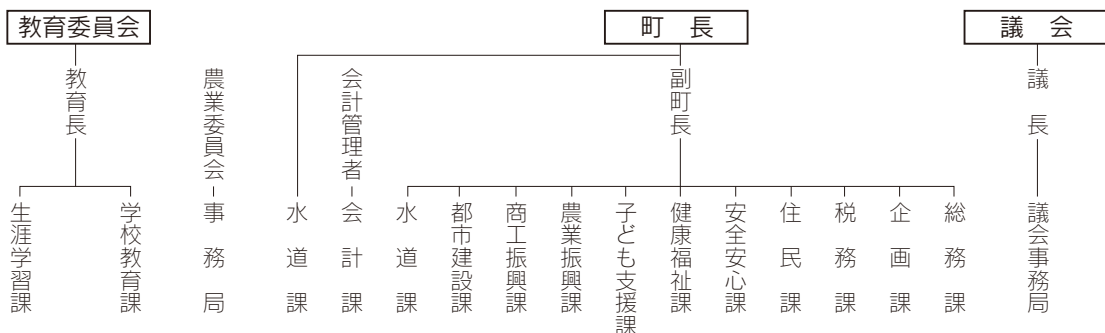 教育委員会
町長
議会
教育長
農業委員会
会計管理者
副町長
議長
生涯学習課
学校教育課
事務局
水道課
会計課
水道課
都市建設課
商工振興課
農業振興課
子ども支援課
健康福祉課
安全安心課
住民課
税務課
企画課
総務課
議会事務局